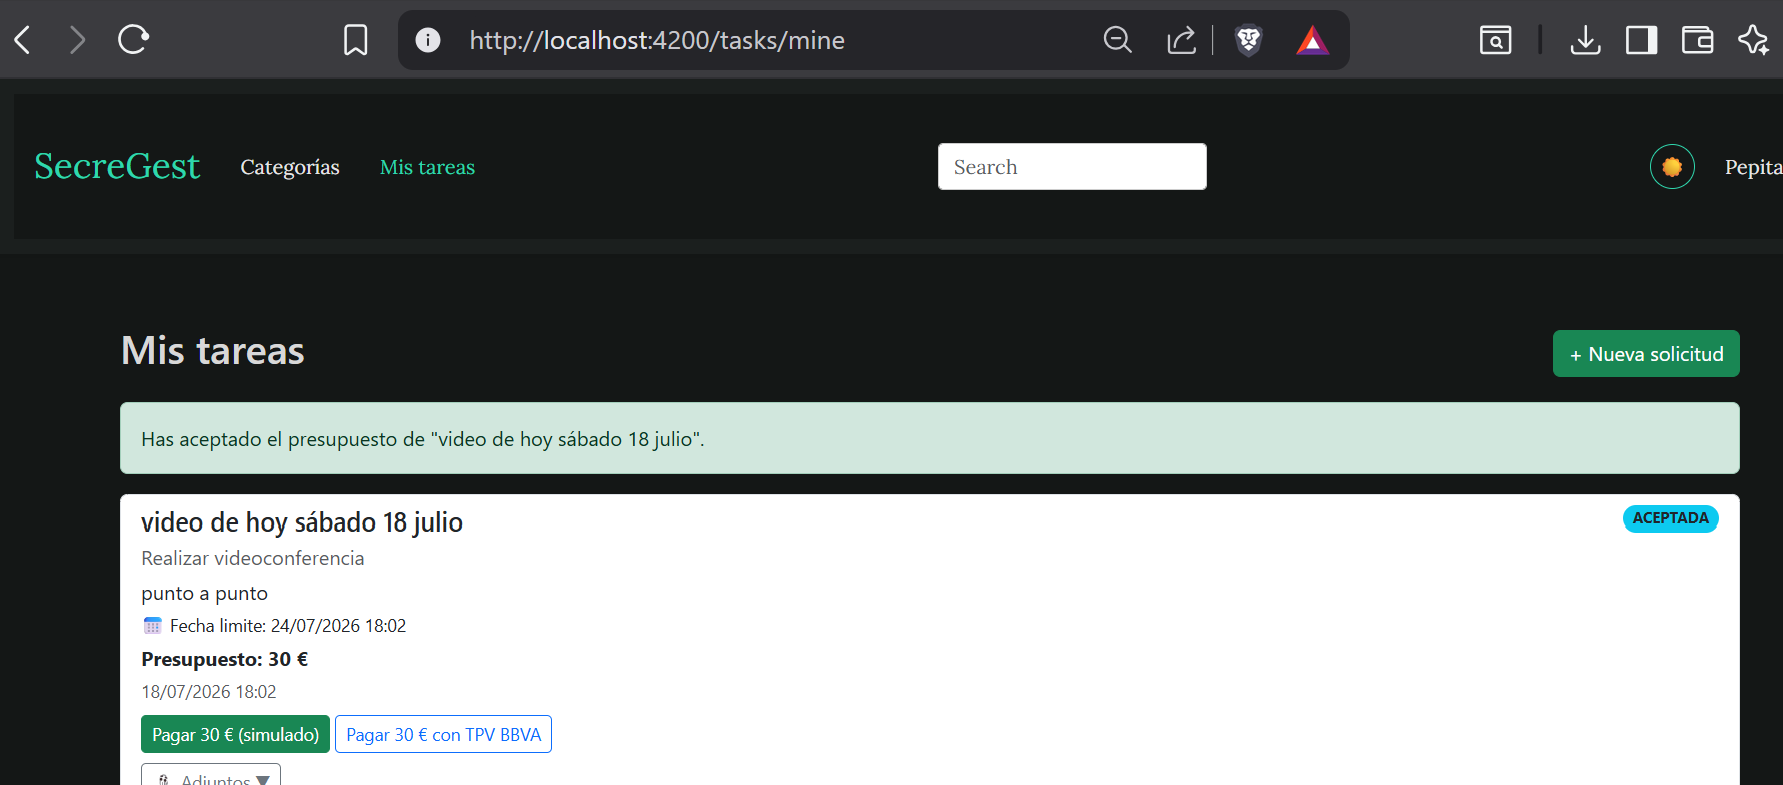 http://localhost:4200/tasks/mine
SecreGest Categorías Mis tareas Search Pepita
Mis tareas
+ Nueva solicitud
Has aceptado el presupuesto de "video de hoy sábado 18 julio".
video de hoy sábado 18 julio
ACEPTADA
Realizar videoconferencia
punto a punto
Fecha limite: 24/07/2026 18:02
Presupuesto: 30 €
18/07/2026 18:02
Pagar 30 € (simulado) Pagar 30 € con TPV BBVA
Adjuntos ▼